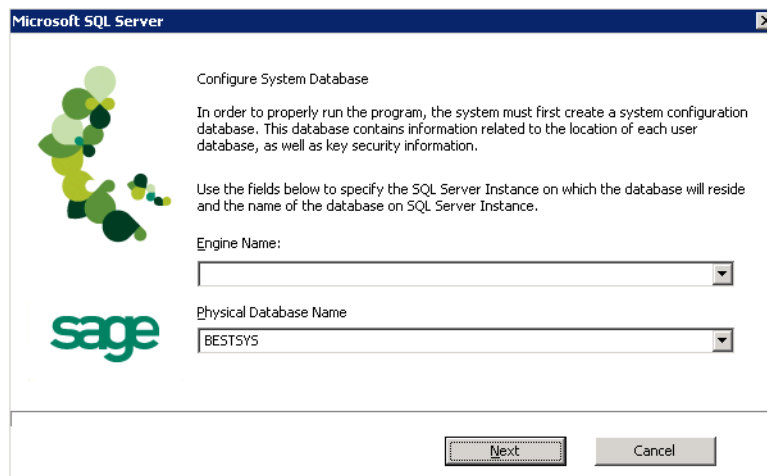 Microsoft SQL Server
Configure System Database
In order to properly run the program, the system must first create a system configuration
database. This database contains information related to the location of each user
database, as well as key security information.
Use the fields below to specify the SQL Server Instance on which the database will reside
and the name of the database on SQL Server Instance.
Engine Name:
sage
Physical Database Name
BESTSYS
Next
Cancel